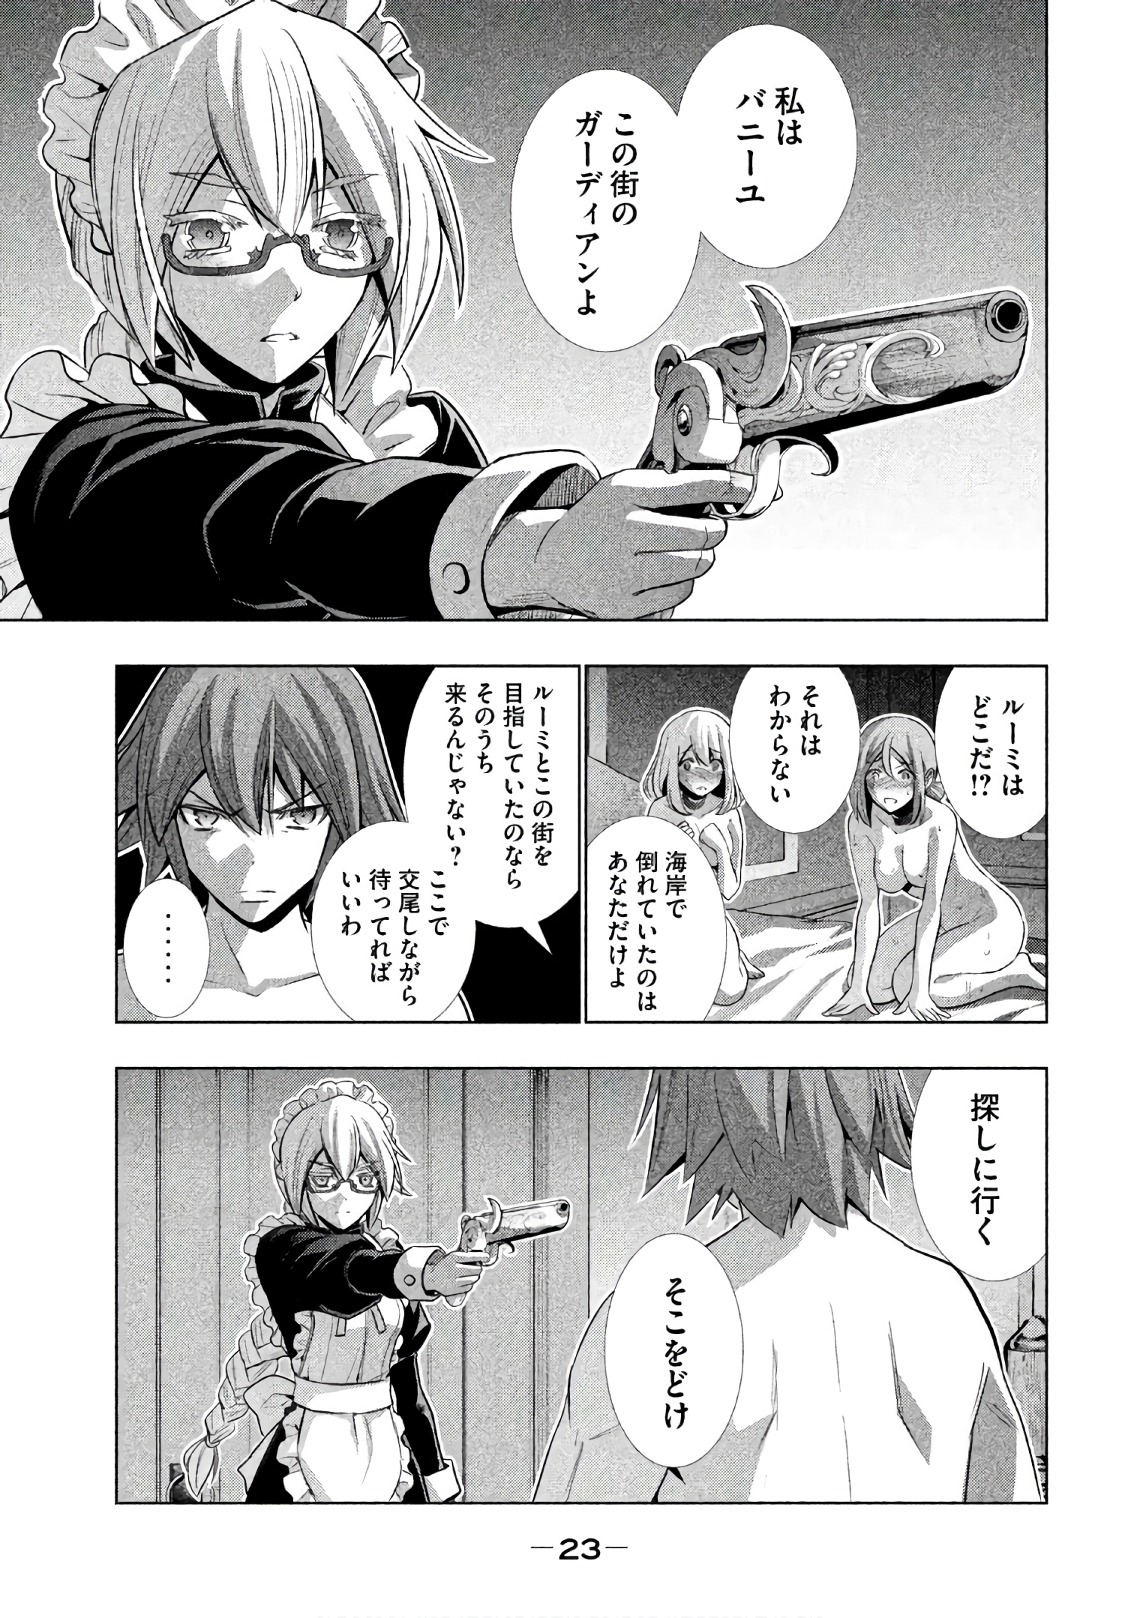 私は
バニーユ
この街の
ガーディアンよ
ルーミは
どこだ!?
それは
わからない
海岸で
倒れていたのは
あなただけよ
ルーミとこの街を
目指していたのなら
そのうち
来るんじゃない?
ここで
交尾しながら
待ってれば
いいわ
……
探しに行く
そこをどけ
—23—